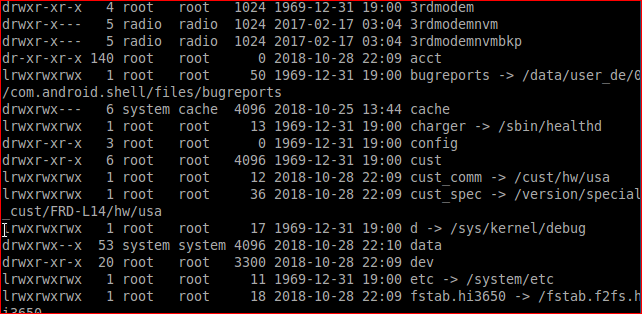 drwxr-xr-x   4 root   root   1024 1969-12-31 19:00 3rdmodem
drwxr-x---   5 radio  radio  1024 2017-02-17 03:04 3rdmodemnvm
drwxr-x---   5 radio  radio  1024 2017-02-17 03:04 3rdmodemnvmbkp
dr-xr-xr-x 140 root   root      0 2018-10-28 22:09 acct
lrwxrwxrwx   1 root   root     50 1969-12-31 19:00 bugreports -> /data/user_de/0
/com.android.shell/files/bugreports
drwxrwx---   6 system cache  4096 2018-10-25 13:44 cache
lrwxrwxrwx   1 root   root     13 1969-12-31 19:00 charger -> /sbin/healthd
drwxr-xr-x   3 root   root      0 1969-12-31 19:00 config
drwxr-xr-x   6 root   root   4096 1969-12-31 19:00 cust
lrwxrwxrwx   1 root   root     12 2018-10-28 22:09 cust_comm -> /cust/hw/usa
lrwxrwxrwx   1 root   root     36 2018-10-28 22:09 cust_spec -> /version/special
_cust/FRD-L14/hw/usa
lrwxrwxrwx   1 root   root     17 1969-12-31 19:00 d -> /sys/kernel/debug
drwxrwx--x  53 system system 4096 2018-10-28 22:10 data
drwxr-xr-x  20 root   root   3300 2018-10-28 22:09 dev
lrwxrwxrwx   1 root   root     11 1969-12-31 19:00 etc -> /system/etc
lrwxrwxrwx   1 root   root     18 2018-10-28 22:09 fstab.hi3650 -> /fstab.f2fs.h
i3650